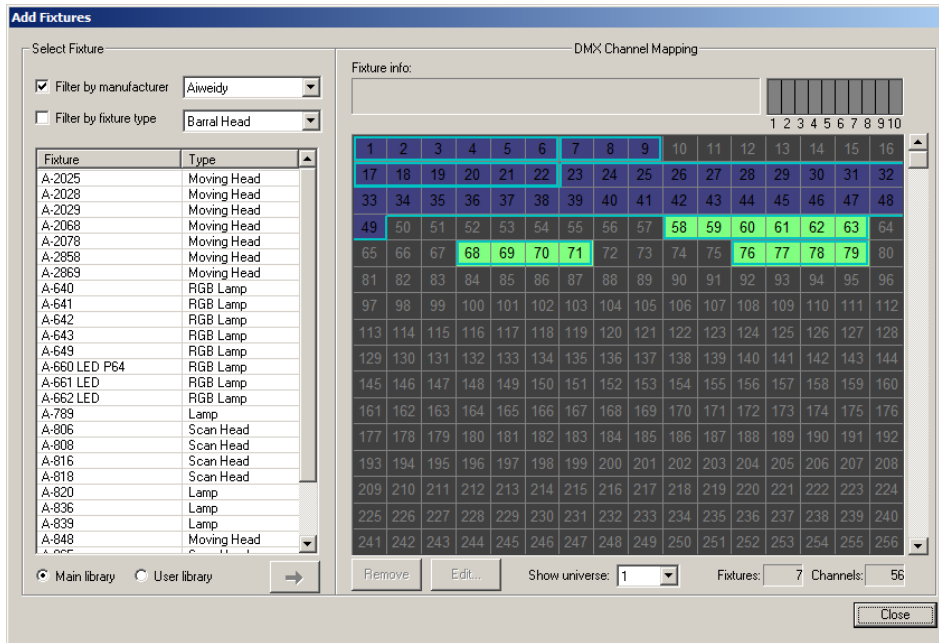 Add Fixtures
Select Fixture
Filter by manufacturer Aiweidy
Filter by fixture type Barral Head
Fixture Type
A-2025 Moving Head
A-2028 Moving Head
A-2029 Moving Head
A-2068 Moving Head
A-2078 Moving Head
A-2858 Moving Head
A-2869 Moving Head
A-640 RGB Lamp
A-641 RGB Lamp
A-642 RGB Lamp
A-643 RGB Lamp
A-649 RGB Lamp
A-660 LED P64 RGB Lamp
A-661 LED RGB Lamp
A-662 LED RGB Lamp
A-789 Lamp
A-806 Scan Head
A-808 Scan Head
A-816 Scan Head
A-818 Scan Head
A-820 Lamp
A-836 Lamp
A-839 Lamp
A-848 Moving Head
Main library User library
DMX Channel Mapping
Fixture info:
1 2 3 4 5 6 7 8 9 10
1 2 3 4 5 6 7 8 9 10 11 12 13 14 15 16
17 18 19 20 21 22 23 24 25 26 27 28 29 30 31 32
33 34 35 36 37 38 39 40 41 42 43 44 45 46 47 48
49 50 51 52 53 54 55 56 57 58 59 60 61 62 63 64
65 66 67 68 69 70 71 72 73 74 75 76 77 78 79 80
81 82 83 84 85 86 87 88 89 90 91 92 93 94 95 96
97 98 99 100 101 102 103 104 105 106 107 108 109 110 111 112
113 114 115 116 117 118 119 120 121 122 123 124 125 126 127 128
129 130 131 132 133 134 135 136 137 138 139 140 141 142 143 144
145 146 147 148 149 150 151 152 153 154 155 156 157 158 159 160
161 162 163 164 165 166 167 168 169 170 171 172 173 174 175 176
177 178 179 180 181 182 183 184 185 186 187 188 189 190 191 192
193 194 195 196 197 198 199 200 201 202 203 204 205 206 207 208
209 210 211 212 213 214 215 216 217 218 219 220 221 222 223 224
225 226 227 228 229 230 231 232 233 234 235 236 237 238 239 240
241 242 243 244 245 246 247 248 249 250 251 252 253 254 255 256
Remove Edit... Show universe: 1 Fixtures: 7 Channels: 56
Close